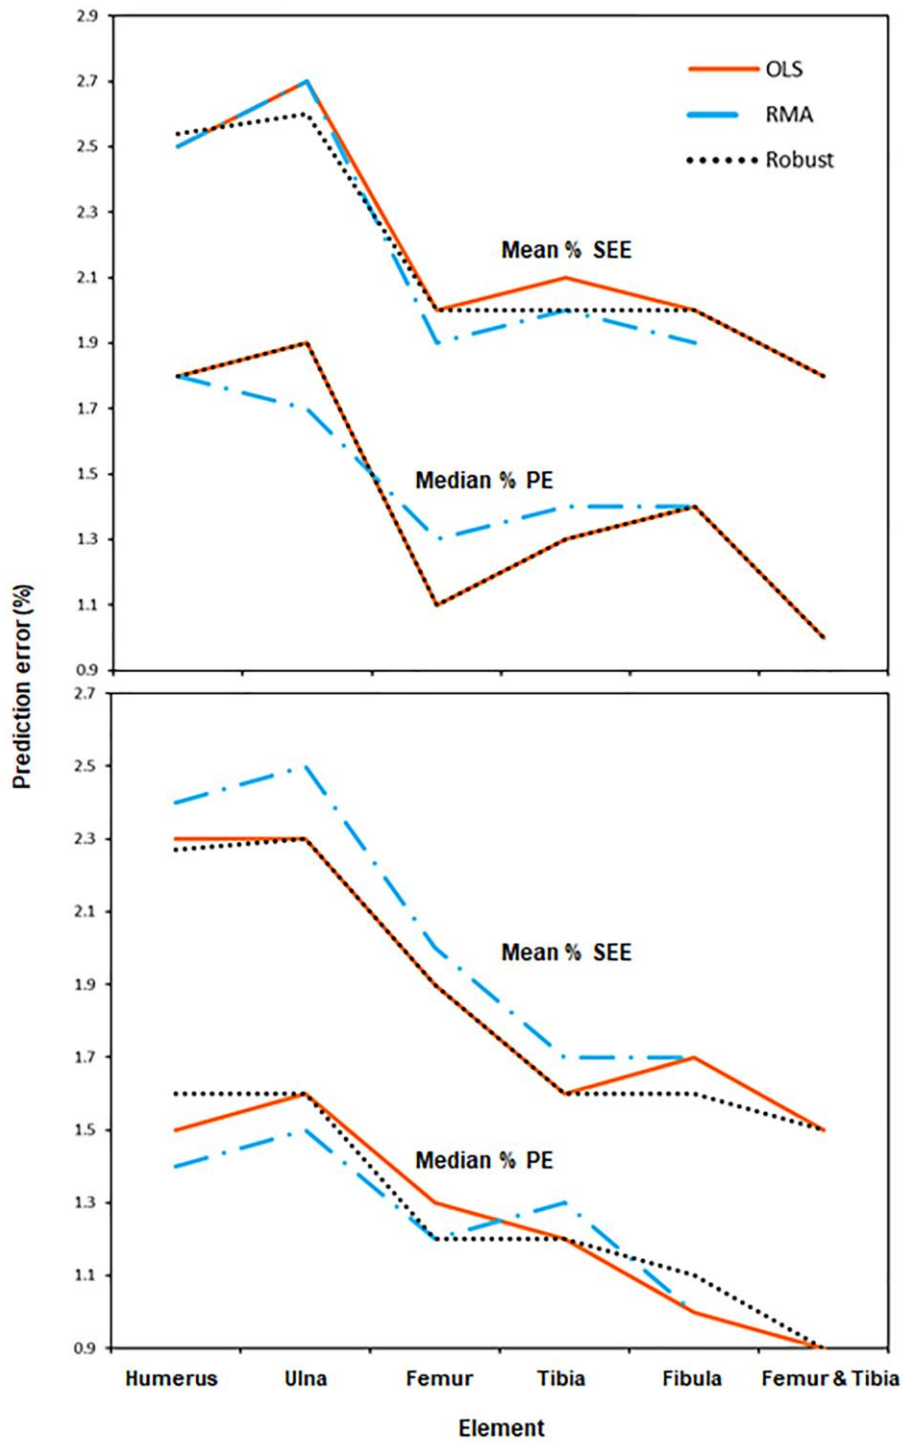 2.9
2.7
2.5
2.3
2.1
1.9
1.7
1.5
1.3
1.1
0.9
OLS
RMA
Robust
Mean % SEE
Median % PE
Prediction error (%)
2.7
2.5
2.3
2.1
1.9
1.7
1.5
1.3
1.1
0.9
Mean % SEE
Median % PE
Humerus Ulna Femur Tibia Fibula Femur & Tibia
Element